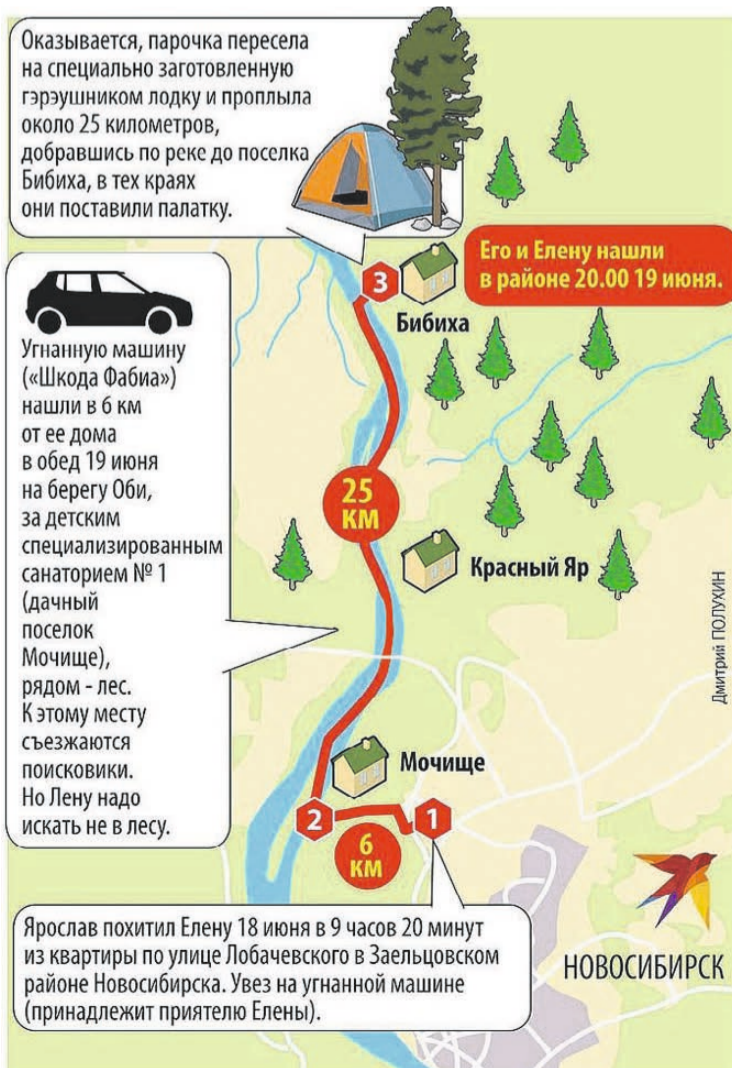 Оказывается, парочка пересела
на специально заготовленную
гэрэушником лодку и проплыла
около 25 километров,
добравшись по реке до поселка
Бибиха, в тех краях
они поставили палатку.
Его и Елену нашли
в районе 20.00 19 июня.
3
Бибиха
Угнанную машину
(«Шкода Фабиа»)
нашли в 6 км
от ее дома
в обед 19 июня
на берегу Оби,
за детским
специализированным
санаторием № 1
(дачный
поселок
Мочище),
рядом - лес.
К этому месту
съезжаются
поисковики.
Но Лену надо
искать не в лесу.
25
КМ
Красный Яр
Дмитрий ПОЛУХИН
Мочище
2
1
6
КМ
Ярослав похитил Елену 18 июня в 9 часов 20 минут
из квартиры по улице Лобачевского в Заельцовском
районе Новосибирска. Увез на угнанной машине
(принадлежит приятелю Елены).
НОВОСИБИРСК